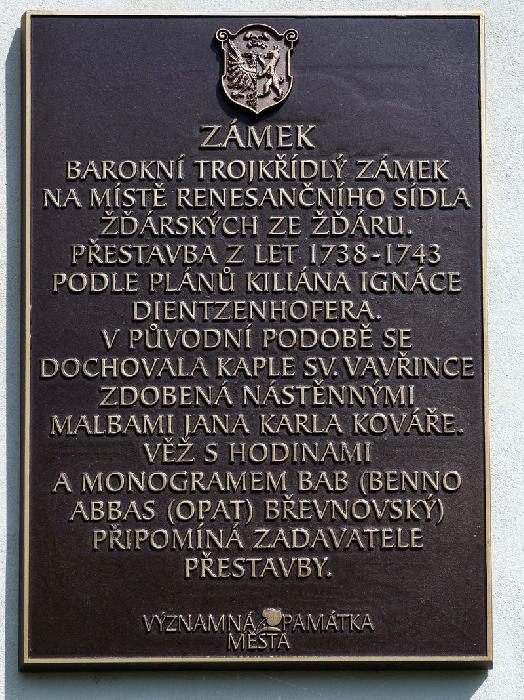 ZÁMEK
BAROKNÍ TROJKŘÍDLÝ ZÁMEK
NA MÍSTĚ RENESANČNÍHO SÍDLA
ŽĎÁRSKÝCH ZE ŽĎÁRU.
PŘESTAVBA Z LET 1738-1743
PODLE PLÁNŮ KILIÁNA IGNÁCE
DIENTZENHOFERA.
V PŮVODNÍ PODOBĚ SE
DOCHOVALA KAPLE SV. VAVŘINCE
ZDOBENÁ NÁSTĚNNÝMI
MALBAMI JANA KARLA KOVÁŘE.
VĚŽ S HODINAMI
A MONOGRAMEM BAB (BENNO
ABBAS (OPAT) BŘEVNOVSKÝ)
PŘIPOMÍNÁ ZADAVATELE
PŘESTAVBY.
VÝZNAMNÁ PAMÁTKA
MĚSTA